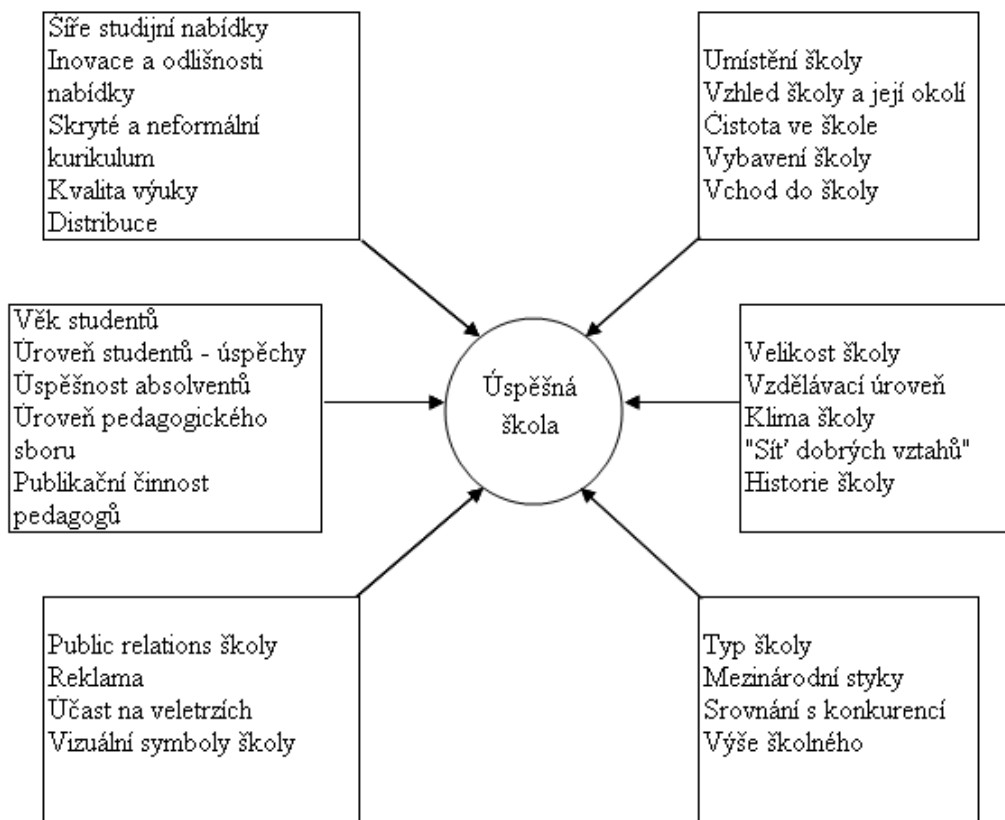 Šíře studijní nabídky
Inovace a odlišnosti
nabídky
Skryté a neformální
kurikulum
Kvalita výuky
Distribuce
Umístění školy
Vzhled školy a její okolí
Čistota ve škole
Vybavení školy
Vchod do školy
Věk studentů
Úroveň studentů - úspěchy
Úspěšnost absolventů
Úroveň pedagogického
sboru
Publikační činnost
pedagogů
Úspěšná
škola
Velikost školy
Vzdělávací úroveň
Klima školy
"Síť dobrých vztahů"
Historie školy
Public relations školy
Reklama
Účast na veletrzích
Vizuální symboly školy
Typ školy
Mezinárodní styky
Srovnání s konkurencí
Výše školného